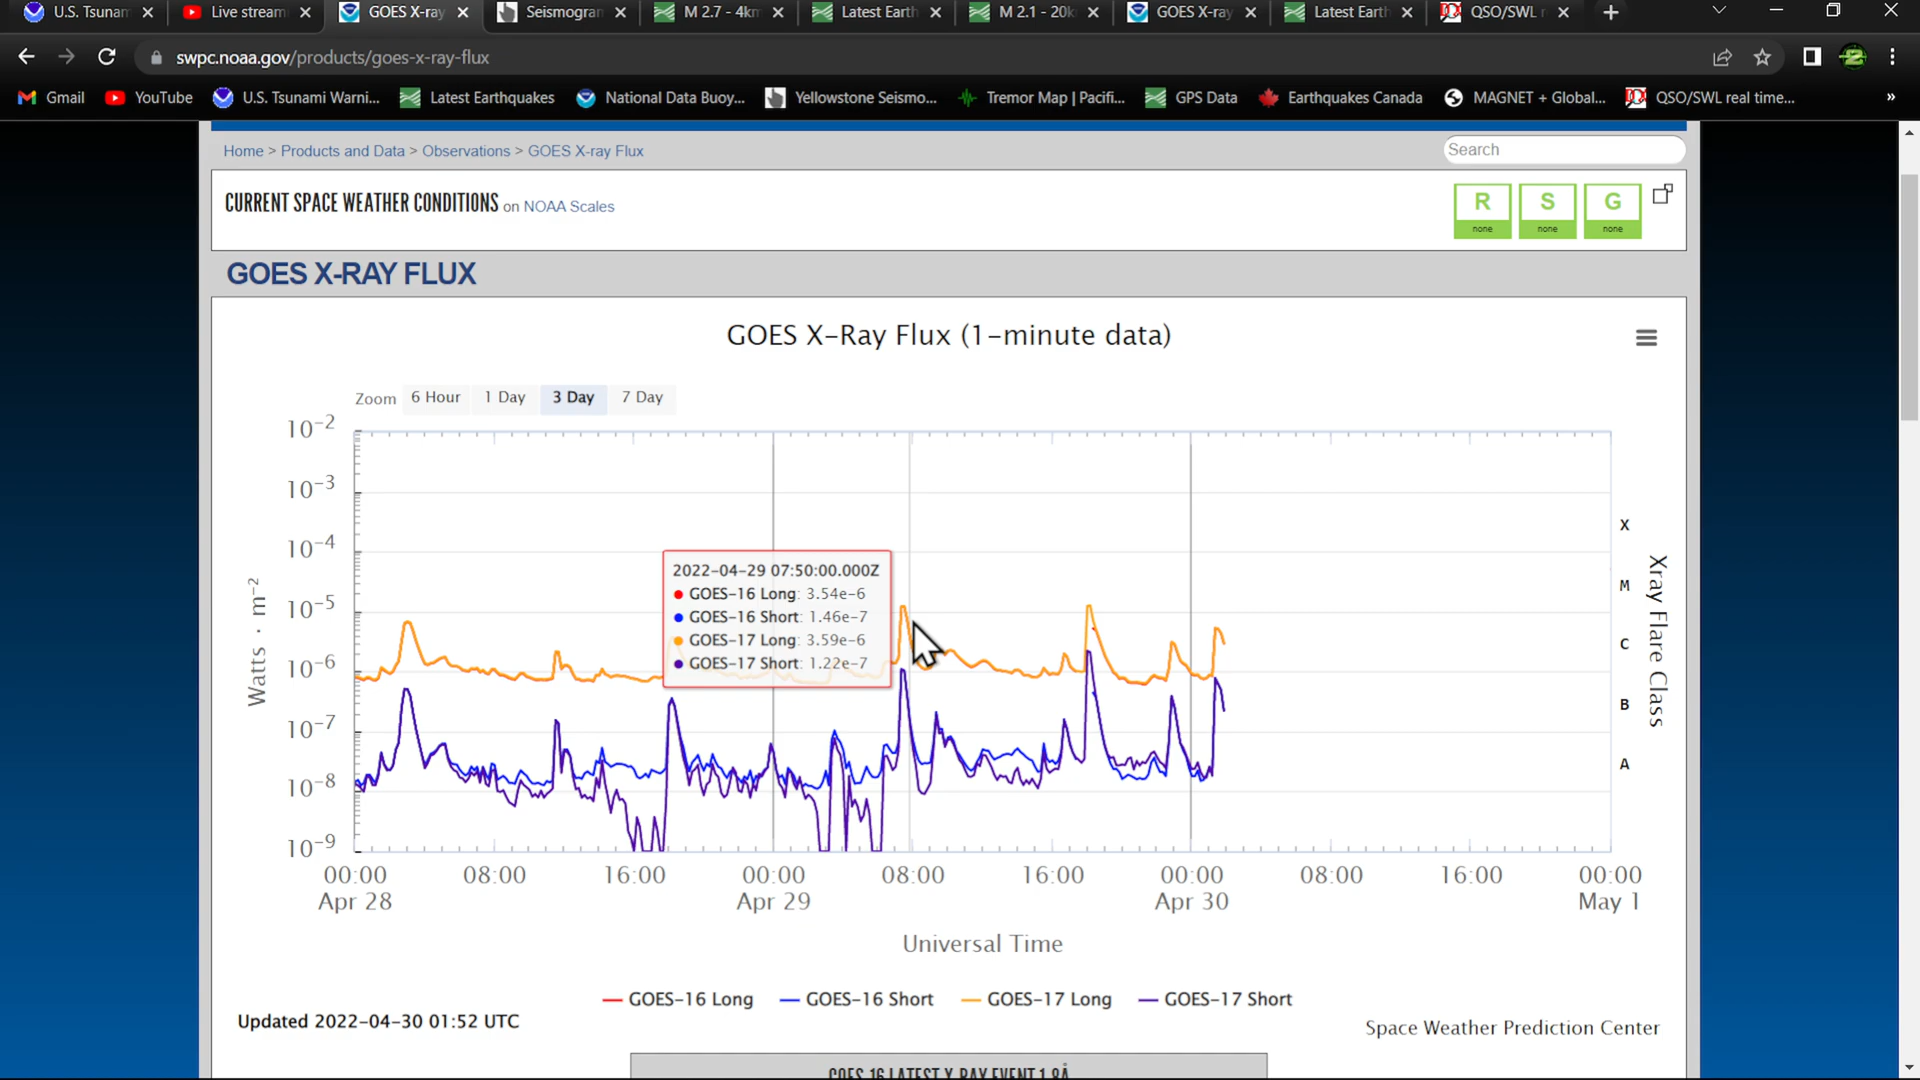 U.S. Tsunan
Live stream
GOES X-ray
Seismogran
M 2.7 - 4km
Latest Earth
M 2.1 - 20k
GOES X-ray
Latest Earth
QSO/SWL r
swpc.noaa.gov/products/goes-x-ray-flux
Gmail
YouTube
U.S. Tsunami Warni...
Latest Earthquakes
National Data Buoy...
Yellowstone Seismo...
Tremor Map | Pacifi...
GPS Data
Earthquakes Canada
MAGNET + Global...
QSO/SWL real time...
»
Home > Products and Data > Observations > GOES X-ray Flux
Search
CURRENT SPACE WEATHER CONDITIONS on NOAA Scales
R
none
S
none
G
none
GOES X-RAY FLUX
GOES X-Ray Flux (1-minute data)
Zoom 6 Hour 1 Day 3 Day 7 Day
10-2
10-3
10-4
10-5
10-6
10-7
10-8
10-9
Watts · m-2
2022-04-29 07:50:00.000Z
GOES-16 Long: 3.54e-6
GOES-16 Short: 1.46e-7
GOES-17 Long: 3.59e-6
GOES-17 Short: 1.22e-7
X
M
C
B
A
Xray Flare Class
00:00 08:00 16:00 00:00 08:00 16:00 00:00 08:00 16:00 00:00
Apr 28 Apr 29 Apr 30 May 1
Universal Time
GOES-16 Long GOES-16 Short GOES-17 Long GOES-17 Short
Updated 2022-04-30 01:52 UTC
Space Weather Prediction Center
GOES 16 LATEST X-RAY EVENT 1-8Å